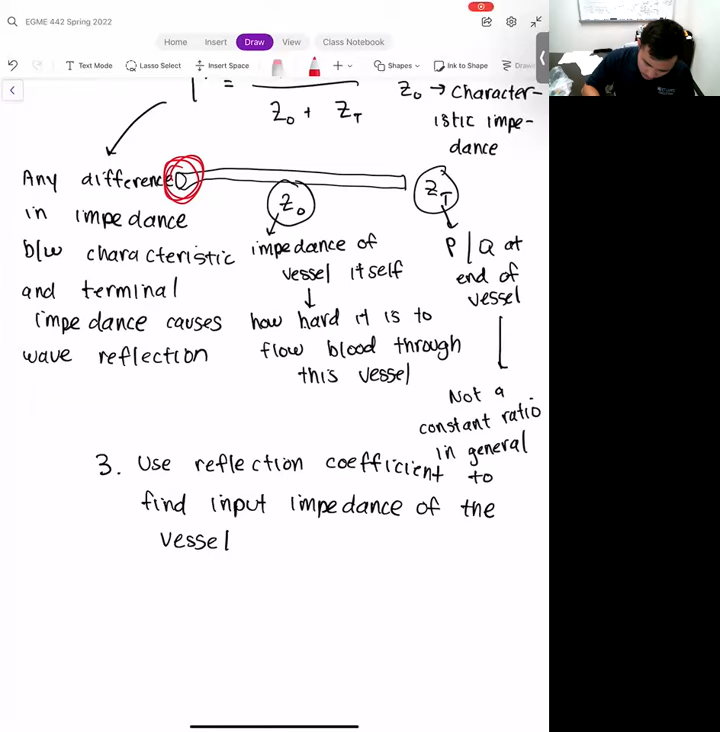 EGME 442 Spring 2022
Home Insert Draw View Class Notebook
Text Mode Lasso Select Insert Space Shapes Ink to Shape Draw
Γ =
Z₀ + Z_T
Z₀ → Character-
istic impe-
dance
Any difference
in impedance
b/w characteristic
and terminal
impedance causes
wave reflection
Z₀
impedance of
vessel itself
↓
how hard it is to
flow blood through
this vessel
Z_T
P/Q at
end of
vessel
Not a
constant ratio
in general
3. Use reflection coefficient to
find input impedance of the
vessel